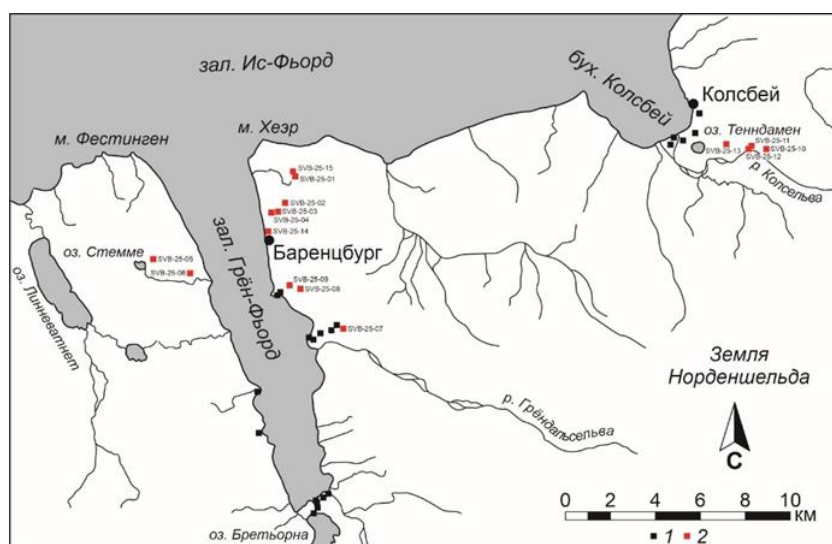 зал. Ис-Фьорд
бух. Колсбей
Колсбей
м. Фестинген
м. Хеэр
оз. Тенндамен
SVB-25-11
SVB-25-13
SVB-25-10
SVB-25-12
р. Колсельва
SVB-25-15
SVB-25-01
SVB-25-02
SVB-25-03
SVB-25-04
SVB-25-14
зал. Грён-Фьорд
Баренцбург
оз. Стемме
SVB-25-05
SVB-25-06
оз. Линневатнет
SVB-25-09
SVB-25-08
SVB-25-07
Земля
Норденшельда
р. Грёндальсельва
С
0 2 4 6 8 10
км
оз. Бретьорна
1 2